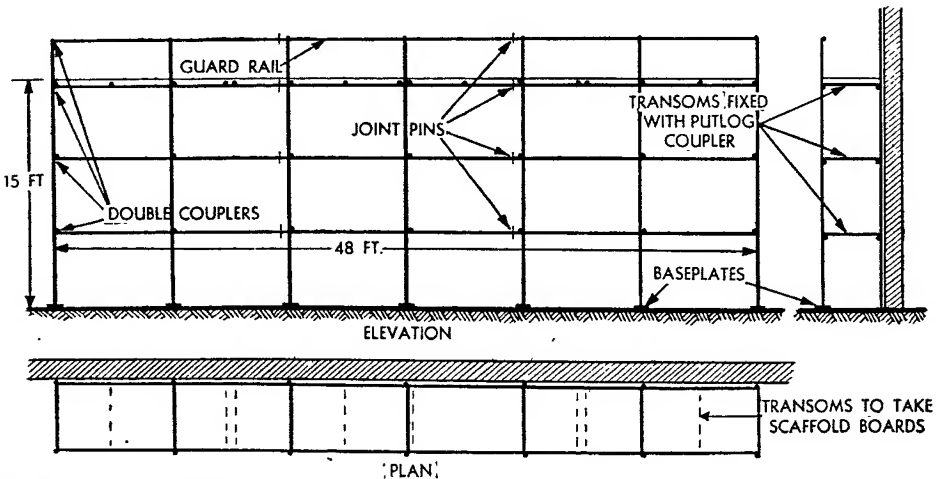 GUARD RAIL
JOINT PINS
TRANSOMS FIXED
WITH PUTLOG
COUPLER
15 FT
DOUBLE COUPLERS
48 FT.
BASEPLATES
ELEVATION
TRANSOMS TO TAKE
SCAFFOLD BOARDS
PLAN